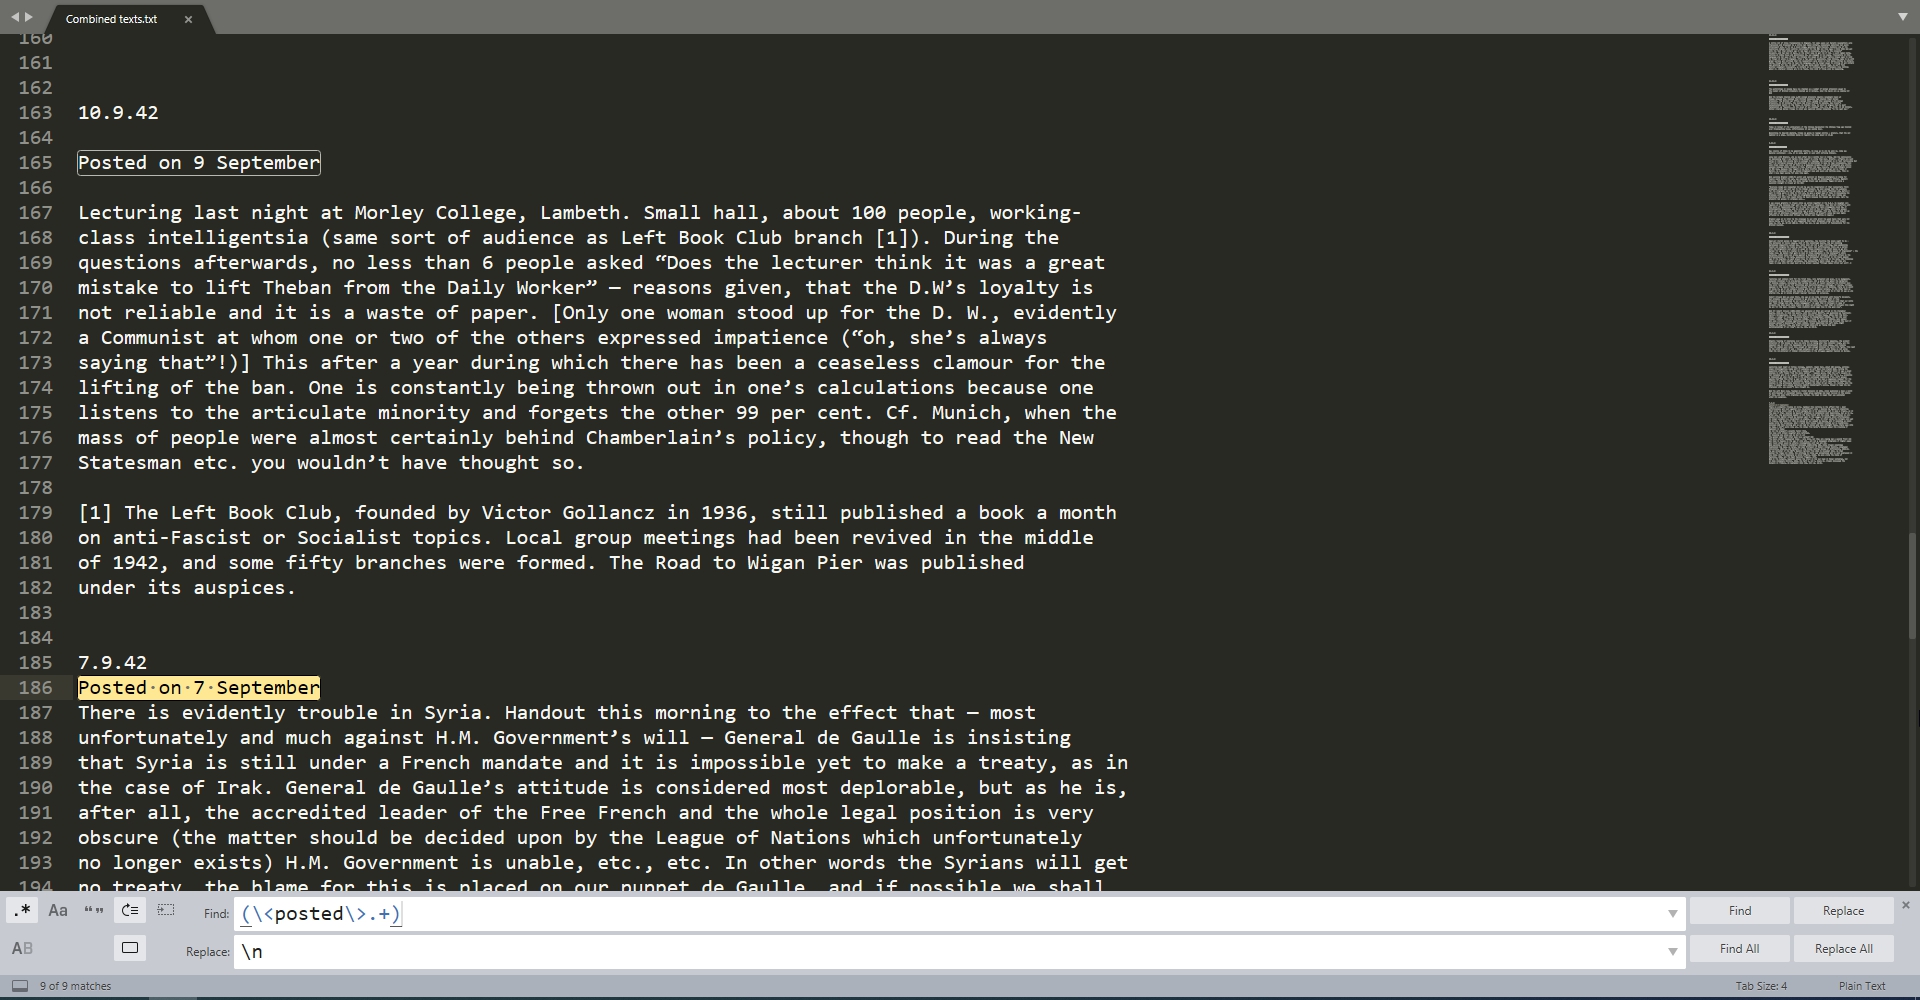 Combined texts.txt
160
161
162
163 10.9.42
164
165 Posted on 9 September
166
167 Lecturing last night at Morley College, Lambeth. Small hall, about 100 people, working-
168 class intelligentsia (same sort of audience as Left Book Club branch [1]). During the
169 questions afterwards, no less than 6 people asked “Does the lecturer think it was a great
170 mistake to lift Theban from the Daily Worker” — reasons given, that the D.W’s loyalty is
171 not reliable and it is a waste of paper. [Only one woman stood up for the D. W., evidently
172 a Communist at whom one or two of the others expressed impatience (“oh, she’s always
173 saying that”!)] This after a year during which there has been a ceaseless clamour for the
174 lifting of the ban. One is constantly being thrown out in one’s calculations because one
175 listens to the articulate minority and forgets the other 99 per cent. Cf. Munich, when the
176 mass of people were almost certainly behind Chamberlain’s policy, though to read the New
177 Statesman etc. you wouldn’t have thought so.
178
179 [1] The Left Book Club, founded by Victor Gollancz in 1936, still published a book a month
180 on anti-Fascist or Socialist topics. Local group meetings had been revived in the middle
181 of 1942, and some fifty branches were formed. The Road to Wigan Pier was published
182 under its auspices.
183
184
185 7.9.42
186 Posted·on·7·September
187 There is evidently trouble in Syria. Handout this morning to the effect that — most
188 unfortunately and much against H.M. Government’s will — General de Gaulle is insisting
189 that Syria is still under a French mandate and it is impossible yet to make a treaty, as in
190 the case of Irak. General de Gaulle’s attitude is considered most deplorable, but as he is,
191 after all, the accredited leader of the Free French and the whole legal position is very
192 obscure (the matter should be decided upon by the League of Nations which unfortunately
193 no longer exists) H.M. Government is unable, etc., etc. In other words the Syrians will get
194 no treaty, the blame for this is placed on our puppet de Gaulle, and if possible we shall
.* Aa “” Find: (\<posted\>.+) Find Replace
AB Replace: \n Find All Replace All
9 of 9 matches Tab Size: 4 Plain Text